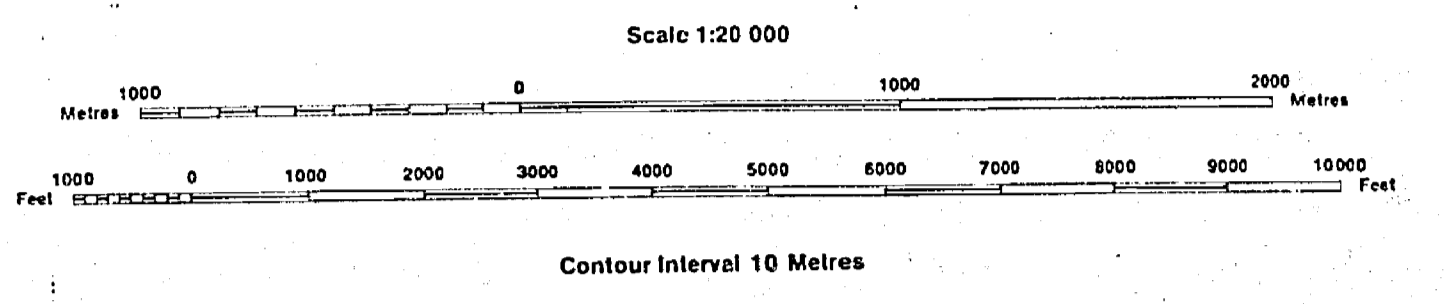 Scale 1:20 000
1000 0 1000 2000
Metres Metres
1000 0 1000 2000 3000 4000 5000 6000 7000 8000 9000 10000
Feet Feet
Contour Interval 10 Metres